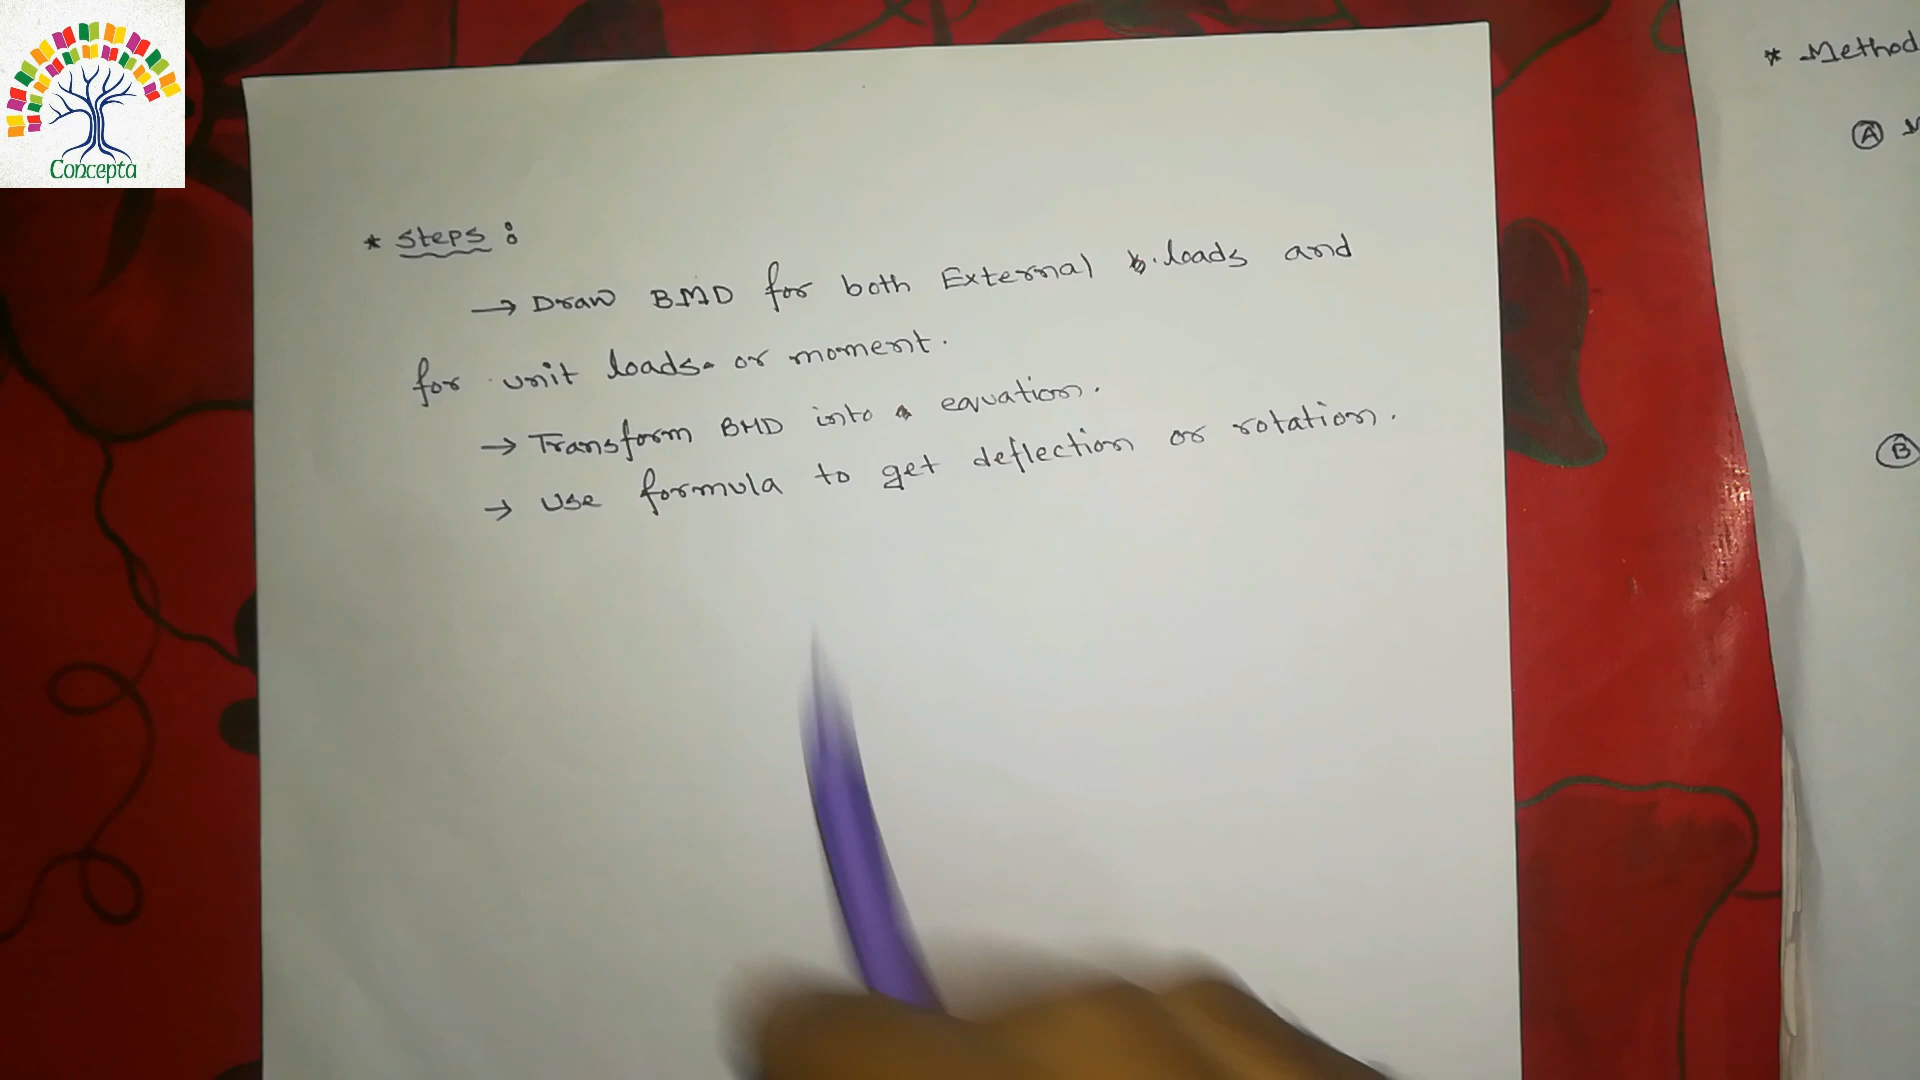 Concepta
* Steps :
→ Draw BMD for both External loads and
for unit loads or moment.
→ Transform BMD into equation.
→ Use formula to get deflection or rotation.
* Method
A
B